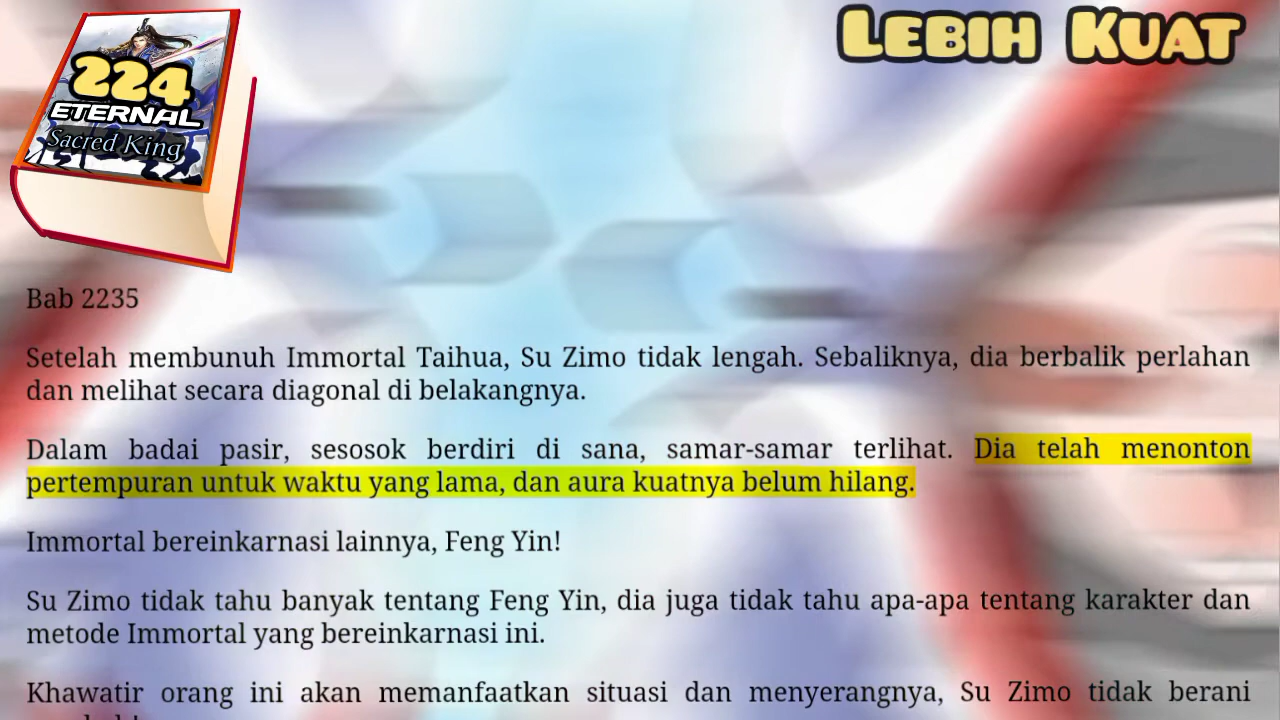 LEBIH KUAT
224
ETERNAL
Sacred King
Bab 2235
Setelah membunuh Immortal Taihua, Su Zimo tidak lengah. Sebaliknya, dia berbalik perlahan
dan melihat secara diagonal di belakangnya.
Dalam badai pasir, sesosok berdiri di sana, samar-samar terlihat. Dia telah menonton
pertempuran untuk waktu yang lama, dan aura kuatnya belum hilang.
Immortal bereinkarnasi lainnya, Feng Yin!
Su Zimo tidak tahu banyak tentang Feng Yin, dia juga tidak tahu apa-apa tentang karakter dan
metode Immortal yang bereinkarnasi ini.
Khawatir orang ini akan memanfaatkan situasi dan menyerangnya, Su Zimo tidak berani